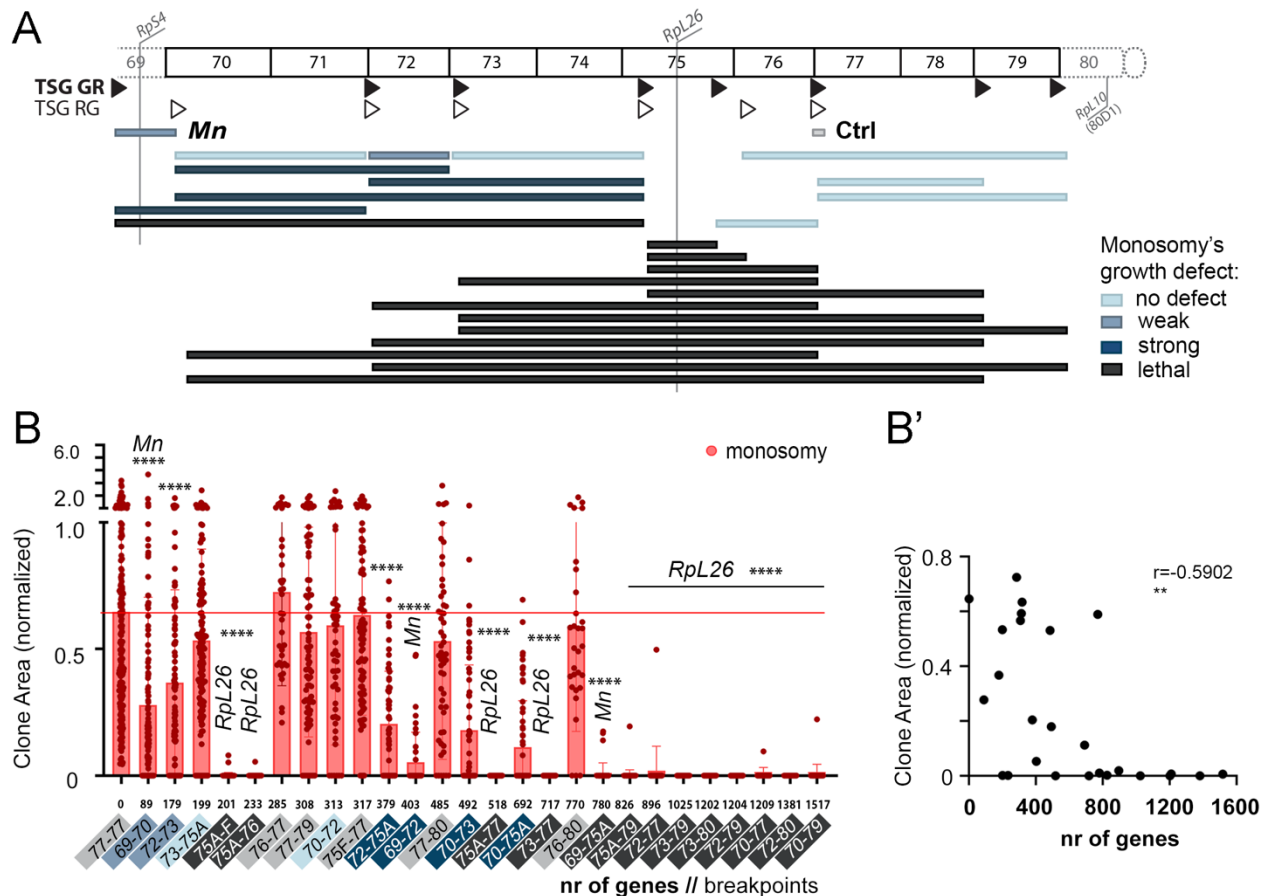 A
RpS4
RpL26
69 70 71 72 73 74 75 76 77 78 79 80
TSG GR
TSG RG
RpL10
(80D1)
Mn
Ctrl
Monosomy's
growth defect:
no defect
weak
strong
lethal
B
Clone Area (normalized)
6.0
2.0
1.0
0.5
0
monosomy
Mn
****
****
****
RpL26
RpL26
****
****
Mn
****
RpL26
****
RpL26
****
Mn
RpL26 ****
0 89 179 199 201 233 285 308 313 317 379 403 485 492 518 692 717 770 780 826 896 1025 1202 1204 1209 1381 1517
77-77 69-70 72-73 73-75A 75A-F 75A-76 76-77 77-79 70-72 75F-77 72-75A 69-72 77-80 70-73 75A-77 70-75A 73-77 76-80 69-75A 75A-79 72-77 73-79 73-80 72-79 70-77 72-80 70-79
nr of genes // breakpoints
B'
Clone Area (normalized)
0.8
0.4
0
r=-0.5902
**
0 400 800 1200 1600
nr of genes